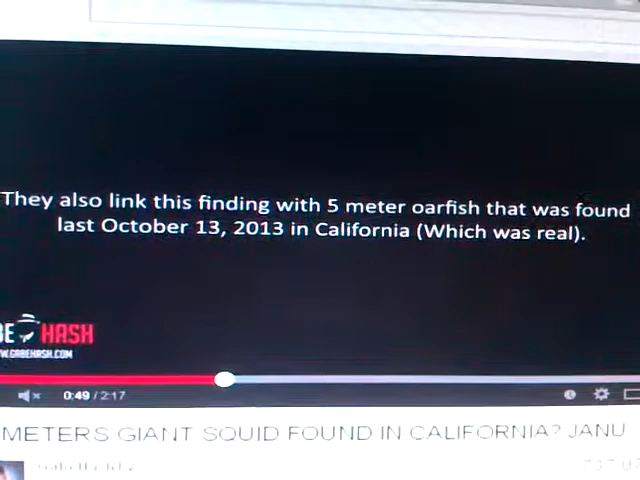 They also link this finding with 5 meter oarfish that was found
last October 13, 2013 in California (Which was real).
BE HASH
W.GABEHASH.COM
0:49 / 2:17
METERS GIANT SQUID FOUND IN CALIFORNIA? JANU